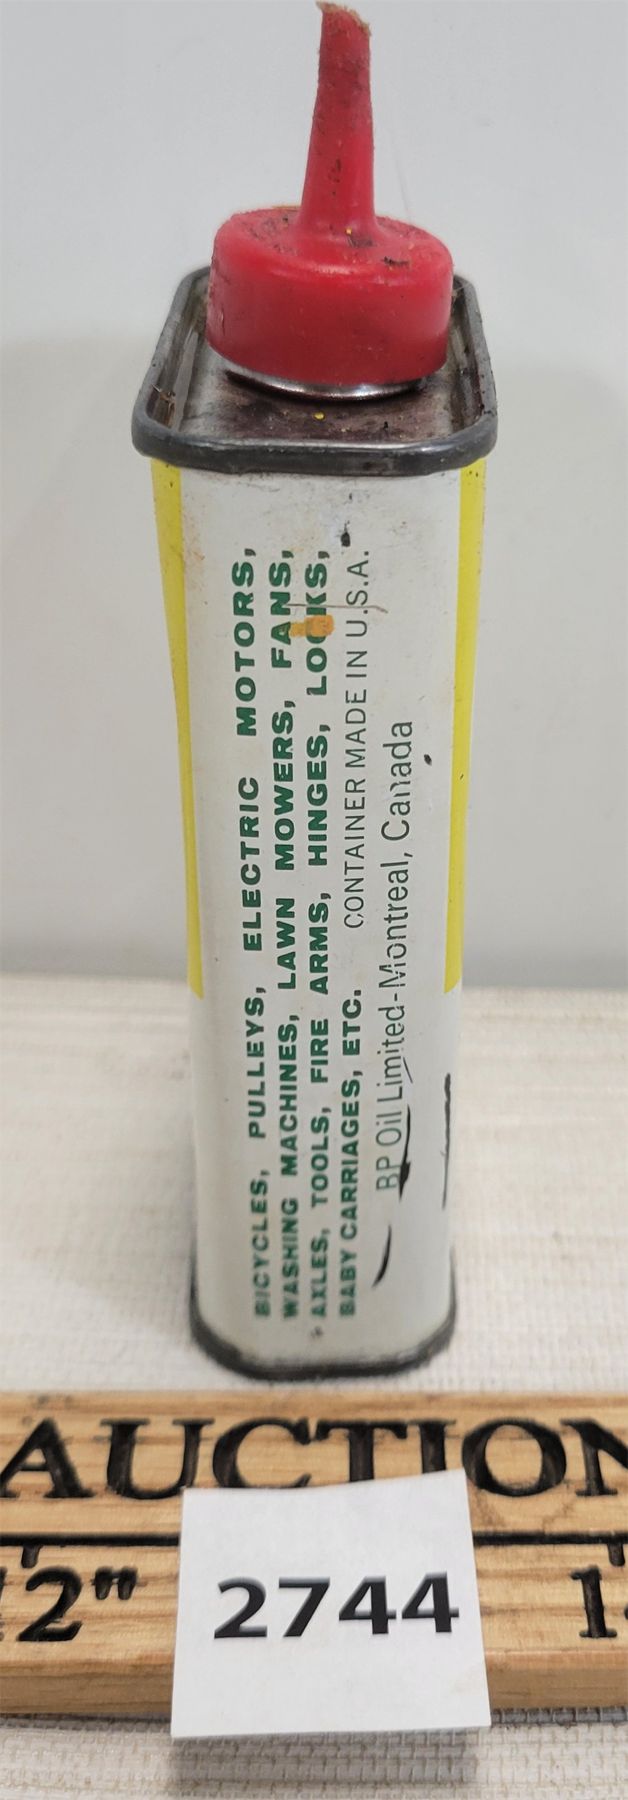 BICYCLES, PULLEYS, ELECTRIC MOTORS,
WASHING MACHINES, LAWN MOWERS, FANS,
AXLES, TOOLS, FIRE ARMS, HINGES, LOCKS,
BABY CARRIAGES, ETC. CONTAINER MADE IN U.S.A.
BP Oil Limited-Montreal, Canada
AUCTION
12"
2744